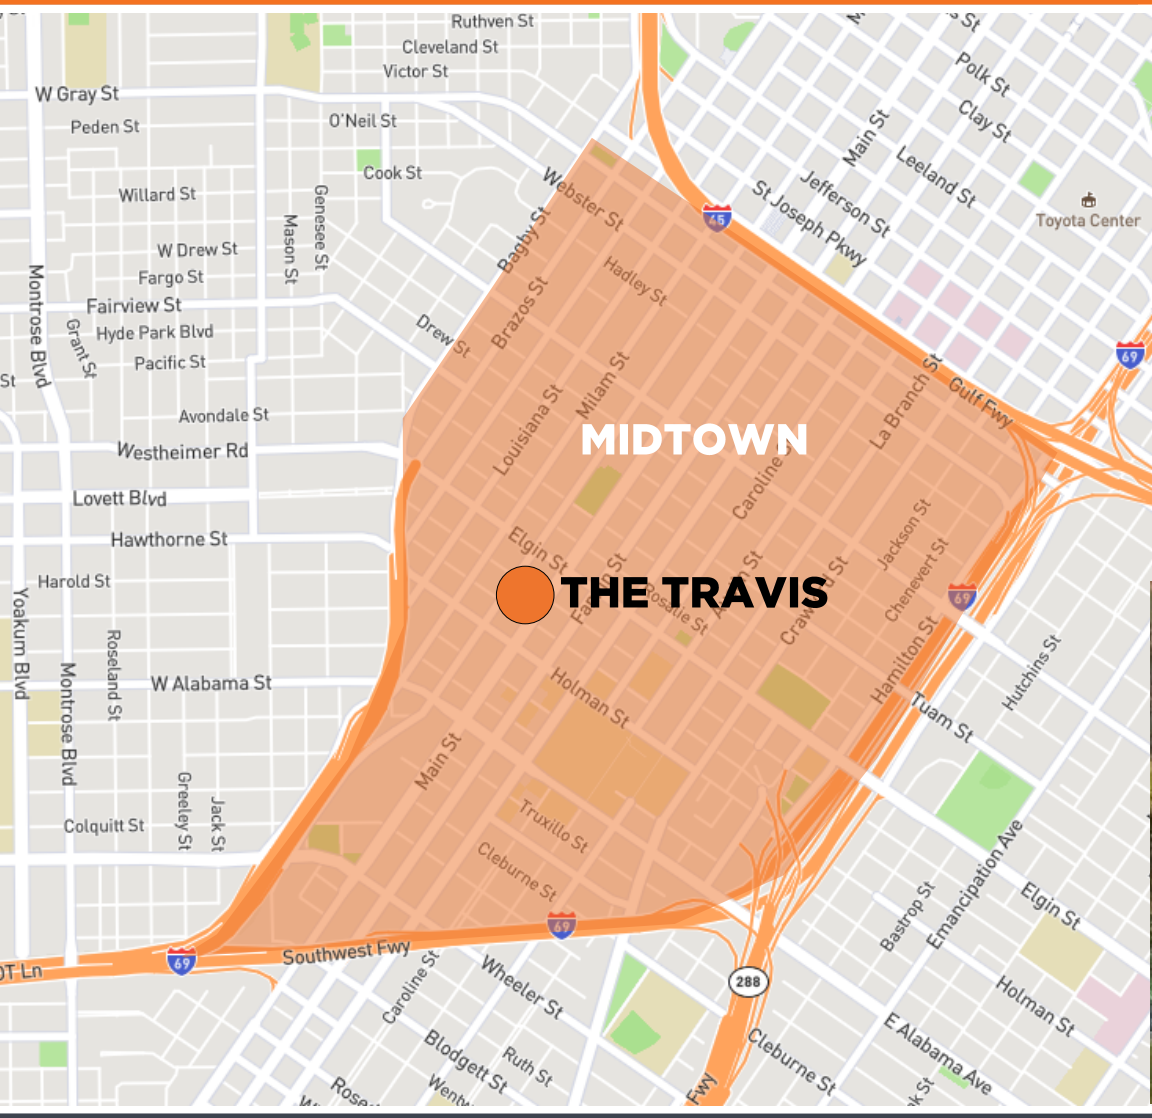 Ruthven St
Cleveland St
Victor St
W Gray St
Peden St
O'Neil St
Cook St
Willard St
Genesee St
Mason St
W Drew St
Fargo St
Fairview St
Hyde Park Blvd
Grant St
Pacific St
Montrose Blvd
St
Avondale St
Westheimer Rd
Lovett Blvd
Hawthorne St
Harold St
Yoakum Blvd
Roseland St
Montrose Blvd
W Alabama St
Greeley St
Jack St
Colquitt St
Polk St
Clay St
Main St
Leeland St
Jefferson St
St Joseph Pkwy
Toyota Center
Webster St
45
Bagby St
Hadley St
Brazos St
Drew St
69
Milam St
Louisiana St
La Branch St
Gulf Fwy
MIDTOWN
Caroline St
Elgin St
Jackson St
Chenevert St
THE TRAVIS
Rosalie St
69
Hamilton St
Hutchins St
Holman St
Tuam St
Main St
Truxillo St
Cleburne St
69
Southwest Fwy
69
Caroline St
Wheeler St
288
Blodgett St
Ruth St
Cleburne St
Fwy
Bastrop St
Emancipation Ave
Elgin St
Holman St
E Alabama Ave